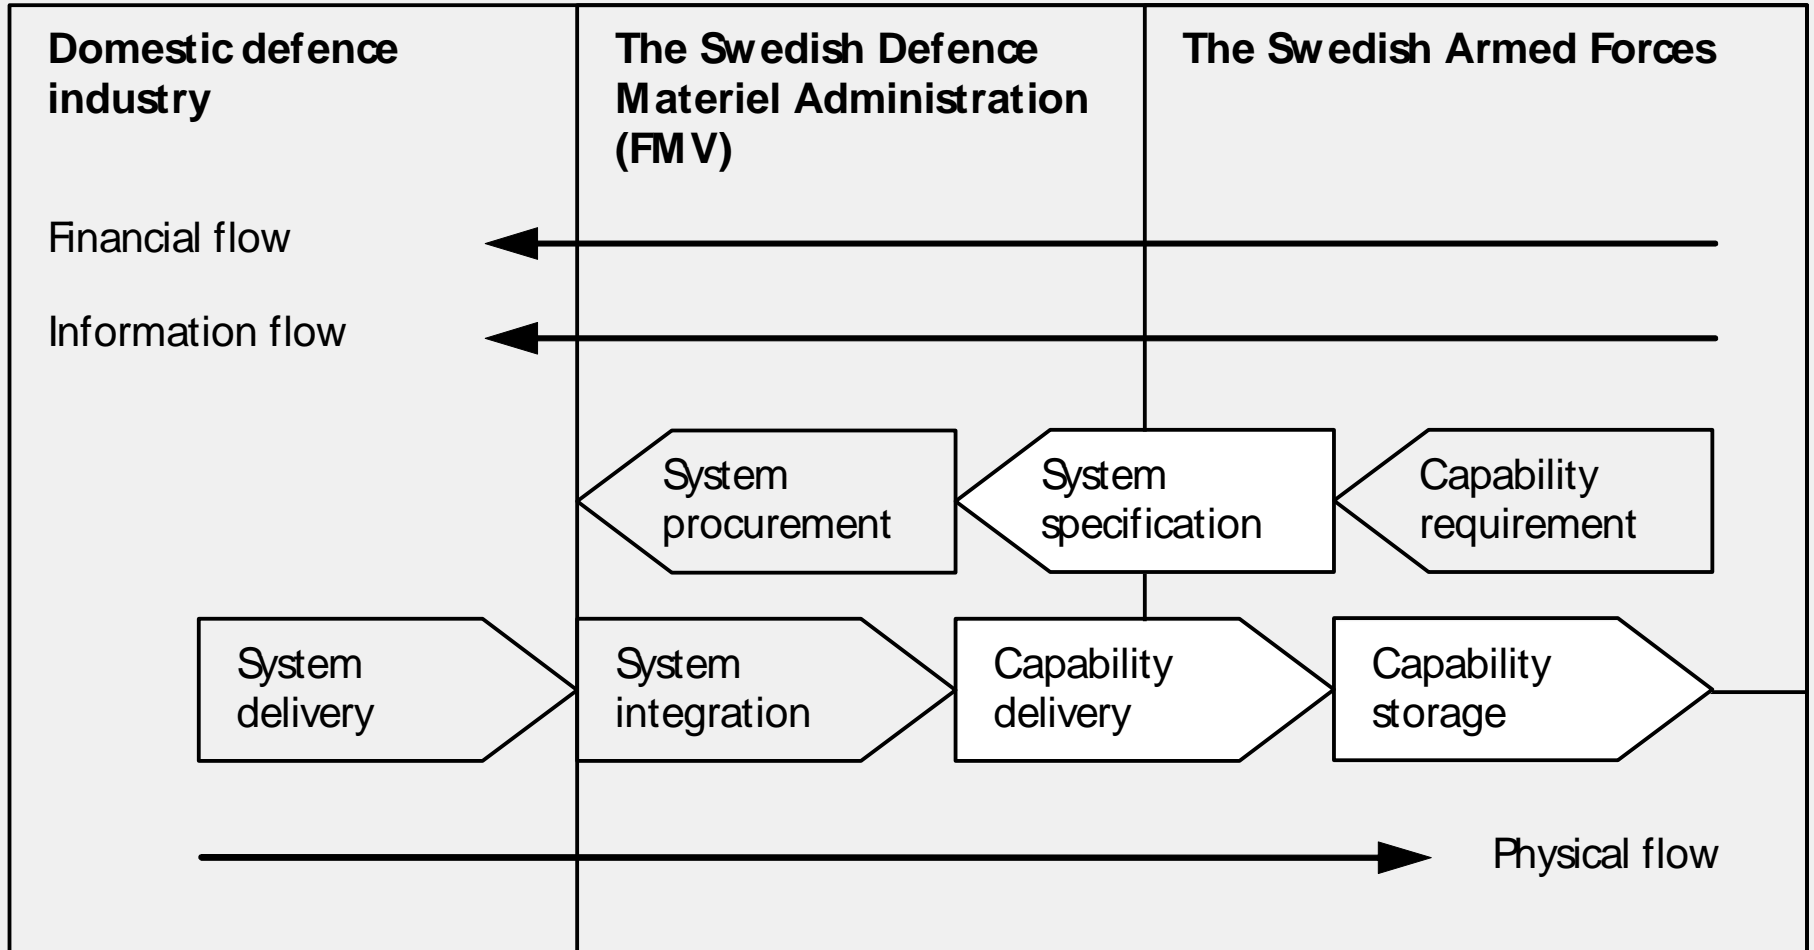 Domestic defence
industry
The Swedish Defence
Materiel Administration
(FMV)
The Swedish Armed Forces
Financial flow
Information flow
System
procurement
System
specification
Capability
requirement
System
delivery
System
integration
Capability
delivery
Capability
storage
Physical flow